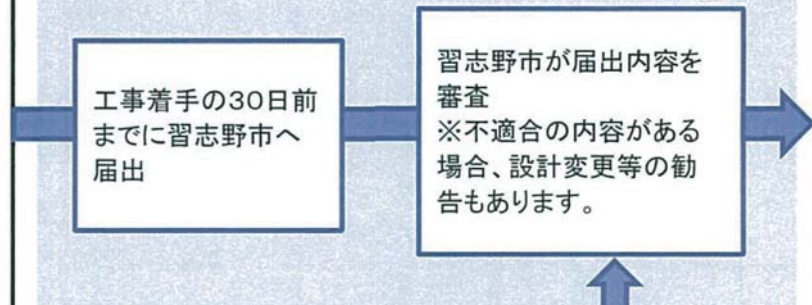 工事着手の30日前
までに習志野市へ
届出
習志野市が届出内容を
審査
※不適合の内容がある
場合、設計変更等の勧
告もあります。